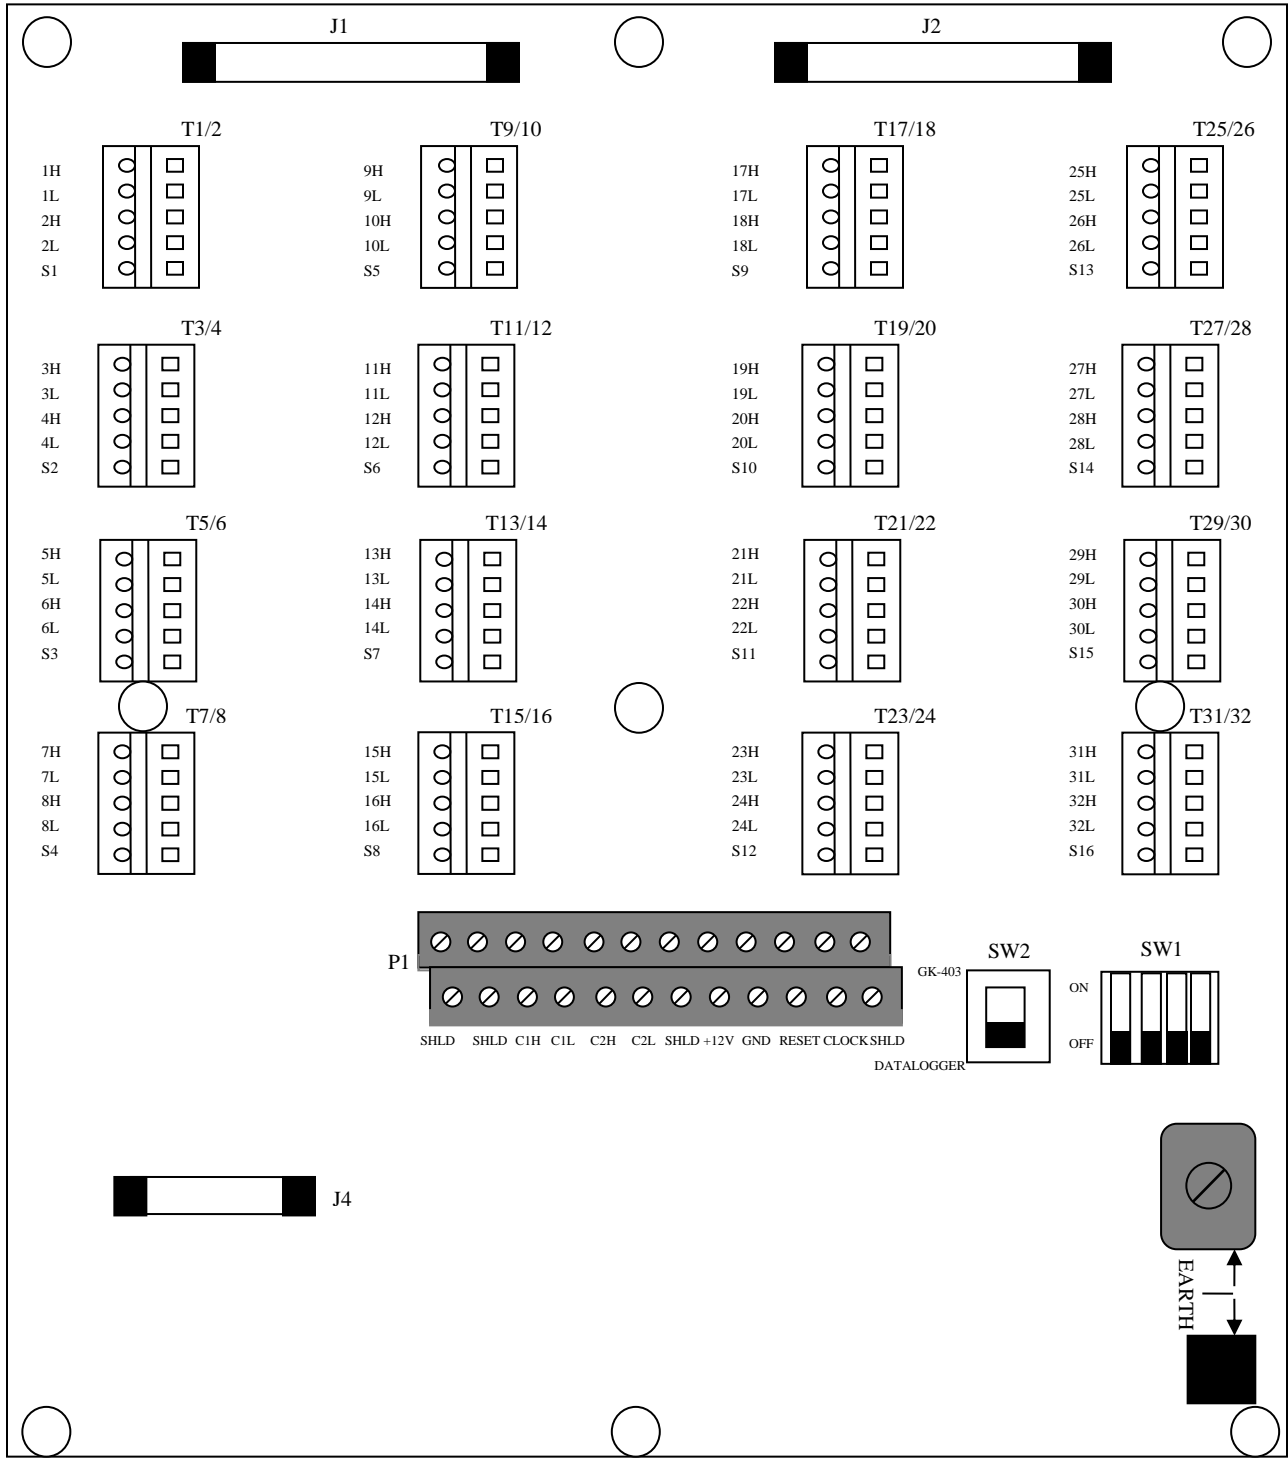 J1
J2
T1/2
T9/10
T17/18
T25/26
1H
9H
17H
25H
1L
9L
17L
25L
2H
10H
18H
26H
2L
10L
18L
26L
S1
S5
S9
S13
T3/4
T11/12
T19/20
T27/28
3H
11H
19H
27H
3L
11L
19L
27L
4H
12H
20H
28H
4L
12L
20L
28L
S2
S6
S10
S14
T5/6
T13/14
T21/22
T29/30
5H
13H
21H
29H
5L
13L
21L
29L
6H
14H
22H
30H
6L
14L
22L
30L
S3
S7
S11
S15
T7/8
T15/16
T23/24
T31/32
7H
15H
23H
31H
7L
15L
23L
31L
8H
16H
24H
32H
8L
16L
24L
32L
S4
S8
S12
S16
P1
SW2
SW1
GK-403
ON
OFF
SHLD SHLD C1H C1L C2H C2L SHLD +12V GND RESET CLOCK SHLD
DATALOGGER
J4
EARTH